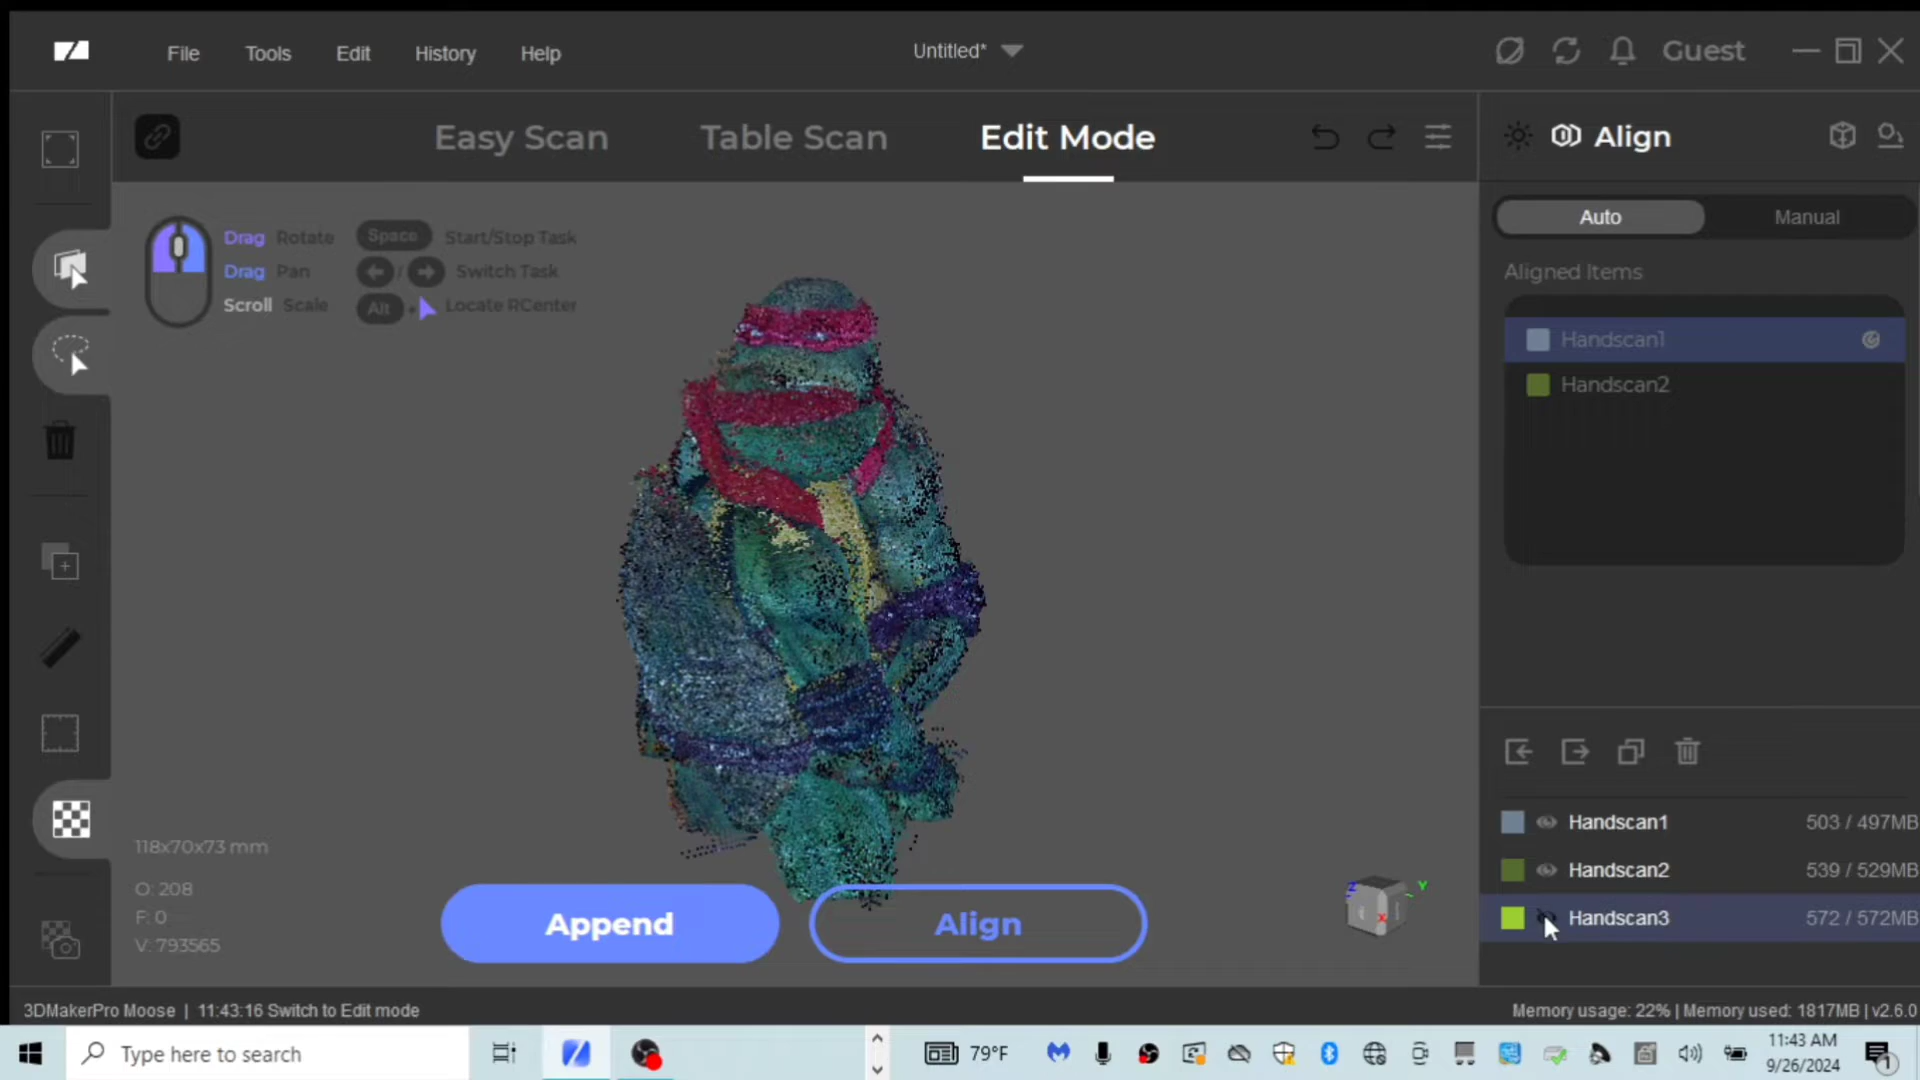 File Tools Edit History Help Untitled* Guest
Easy Scan Table Scan Edit Mode Align
Auto Manual
Drag Rotate Space Start/Stop Task
Drag Pan / Switch Task
Scroll Scale Alt + Locate RCenter
Aligned Items
Handscan1
Handscan2
118x70x73 mm
O: 208
F: 0
V: 793565
Append Align
Z Y X
Handscan1 503 / 497MB
Handscan2 539 / 529MB
Handscan3 572 / 572MB
3DMakerPro Moose | 11:43:16 Switch to Edit mode
Memory usage: 22% | Memory used: 1817MB | v2.6.0
Type here to search 79°F 11:43 AM
9/26/2024 1